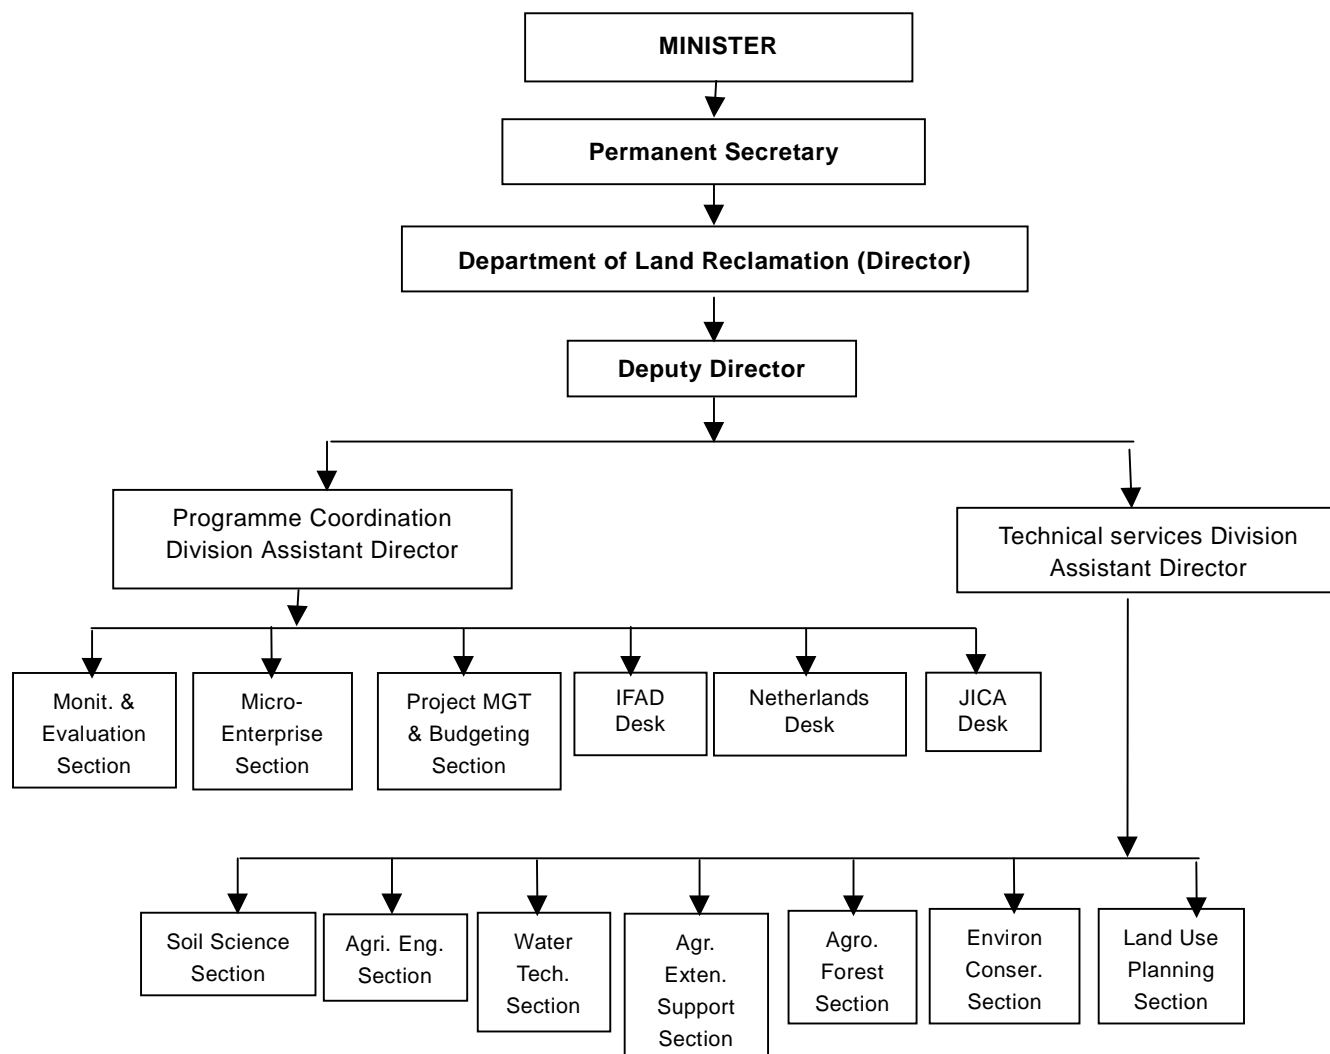 MINISTER
Permanent Secretary
Department of Land Reclamation (Director)
Deputy Director
Programme Coordination
Division Assistant Director
Technical services Division
Assistant Director
Monit. &
Evaluation
Section
Micro-
Enterprise
Section
Project MGT
& Budgeting
Section
IFAD
Desk
Netherlands
Desk
JICA
Desk
Soil Science
Section
Agri. Eng.
Section
Water
Tech.
Section
Agr.
Exten.
Support
Section
Agro.
Forest
Section
Environ
Conser.
Section
Land Use
Planning
Section